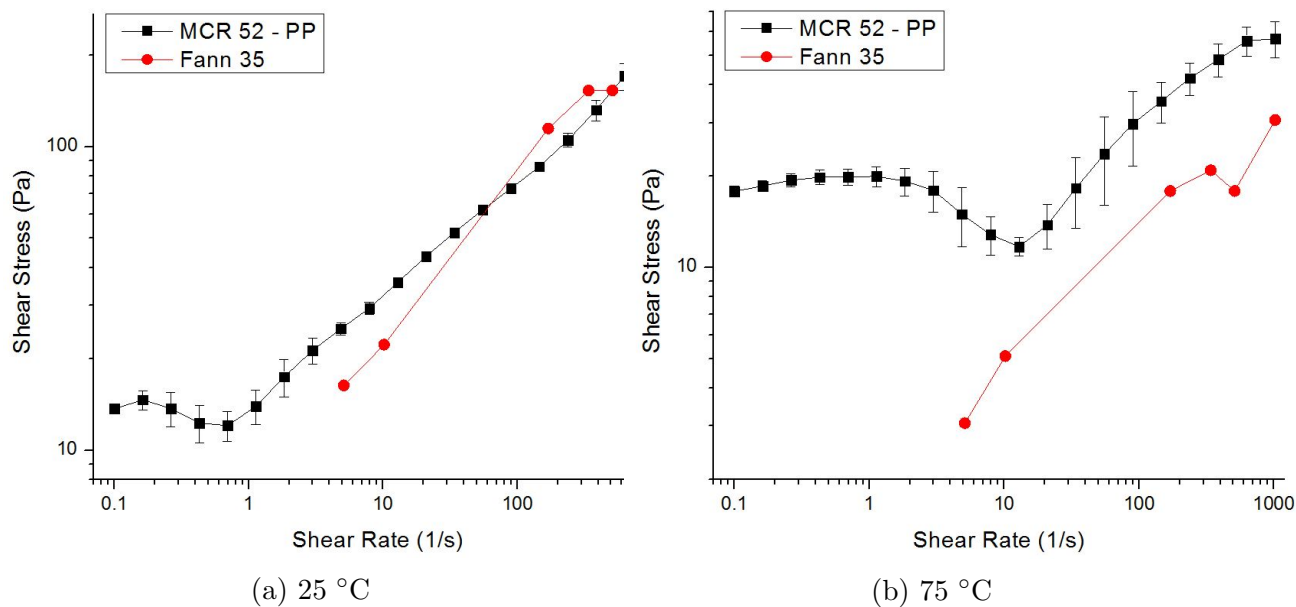 MCR 52 - PP
Fann 35
100
10
Shear Stress (Pa)
0.1 1 10 100
Shear Rate (1/s)
(a) 25 °C
MCR 52 - PP
Fann 35
10
Shear Stress (Pa)
0.1 1 10 100 1000
Shear Rate (1/s)
(b) 75 °C